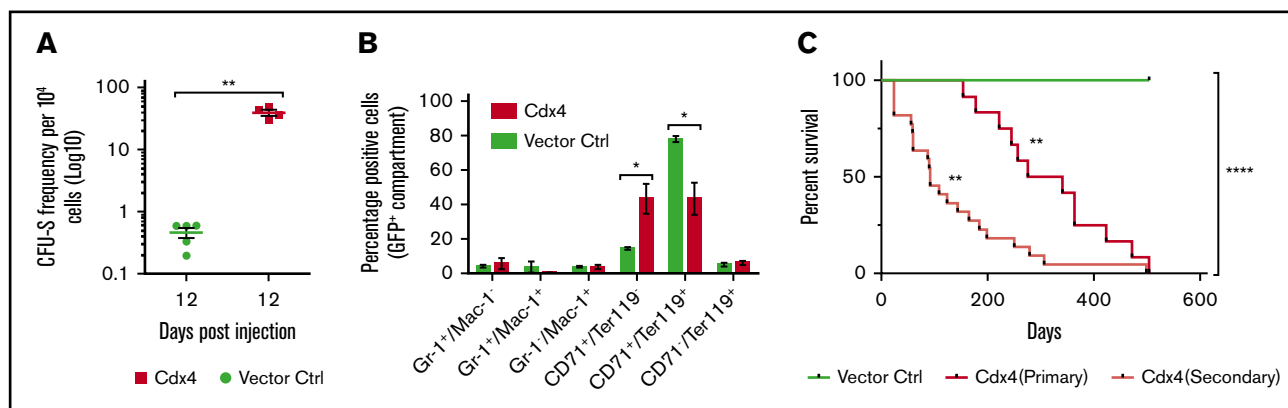 A
CFU-S frequency per 10⁴
cells (Log10)
100
10
1
0.1
**
12 12
Days post injection
Cdx4 Vector Ctrl
B
Percentage positive cells
(GFP⁺ compartment)
100
80
60
40
20
0
Cdx4
Vector Ctrl
* *
Gr-1⁺/Mac-1⁻
Gr-1⁺/Mac-1⁺
Gr-1⁻/Mac-1⁺
CD71⁺/Ter119⁻
CD71⁺/Ter119⁺
CD71⁻/Ter119⁺
C
Percent survival
100
50
0
**
**
****
0 200 400 600
Days
Vector Ctrl Cdx4(Primary) Cdx4(Secondary)